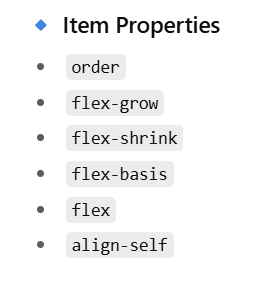 Item Properties
order
flex-grow
flex-shrink
flex-basis
flex
align-self